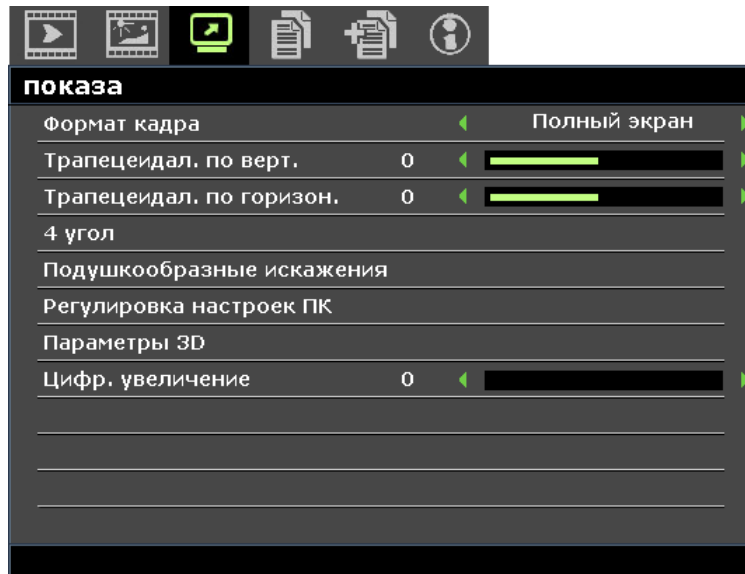 показа
Формат кадра Полный экран
Трапецеидал. по верт. 0
Трапецеидал. по горизон. 0
4 угол
Подушкообразные искажения
Регулировка настроек ПК
Параметры 3D
Цифр. увеличение 0